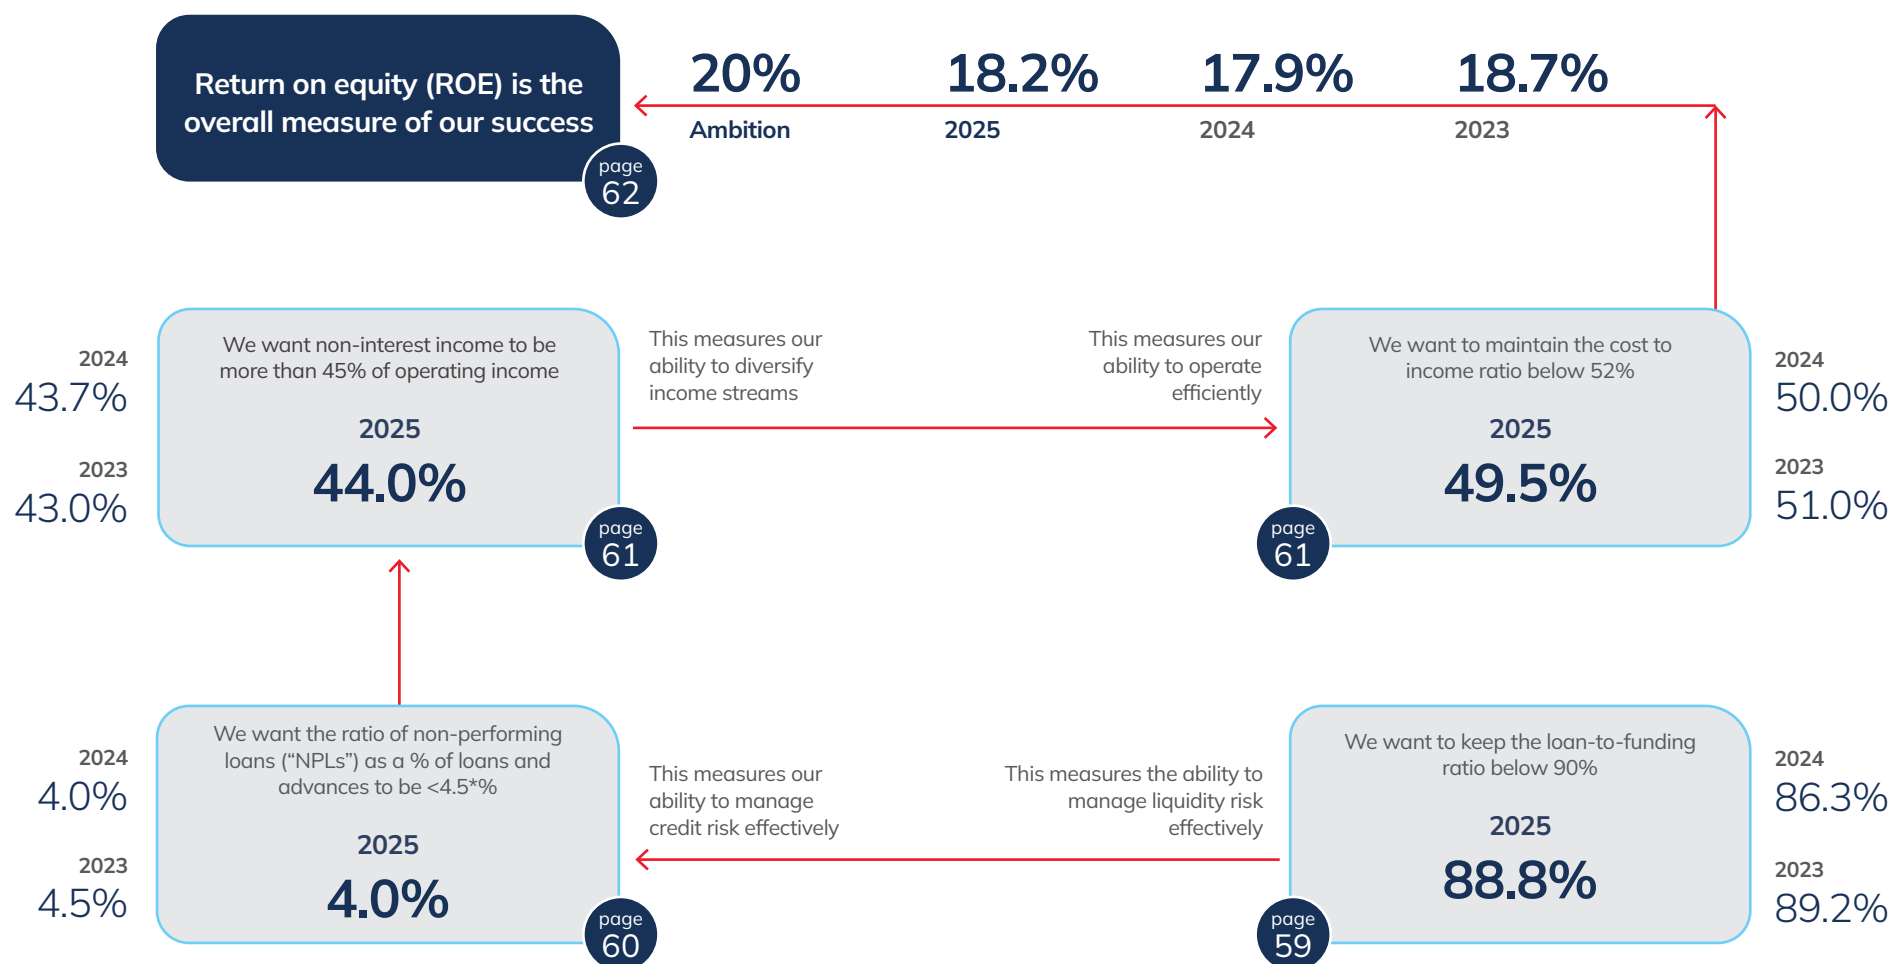 Return on equity (ROE) is the
overall measure of our success
page
62
20%
Ambition
18.2%
2025
17.9%
2024
18.7%
2023
2024
43.7%
2023
43.0%
We want non-interest income to be
more than 45% of operating income
2025
44.0%
page
61
This measures our
ability to diversify
income streams
This measures our
ability to operate
efficiently
We want to maintain the cost to
income ratio below 52%
2025
49.5%
page
61
2024
50.0%
2023
51.0%
2024
4.0%
2023
4.5%
We want the ratio of non-performing
loans (“NPLs”) as a % of loans and
advances to be <4.5*%
2025
4.0%
page
60
This measures our
ability to manage
credit risk effectively
This measures the ability to
manage liquidity risk
effectively
We want to keep the loan-to-funding
ratio below 90%
2025
88.8%
page
59
2024
86.3%
2023
89.2%